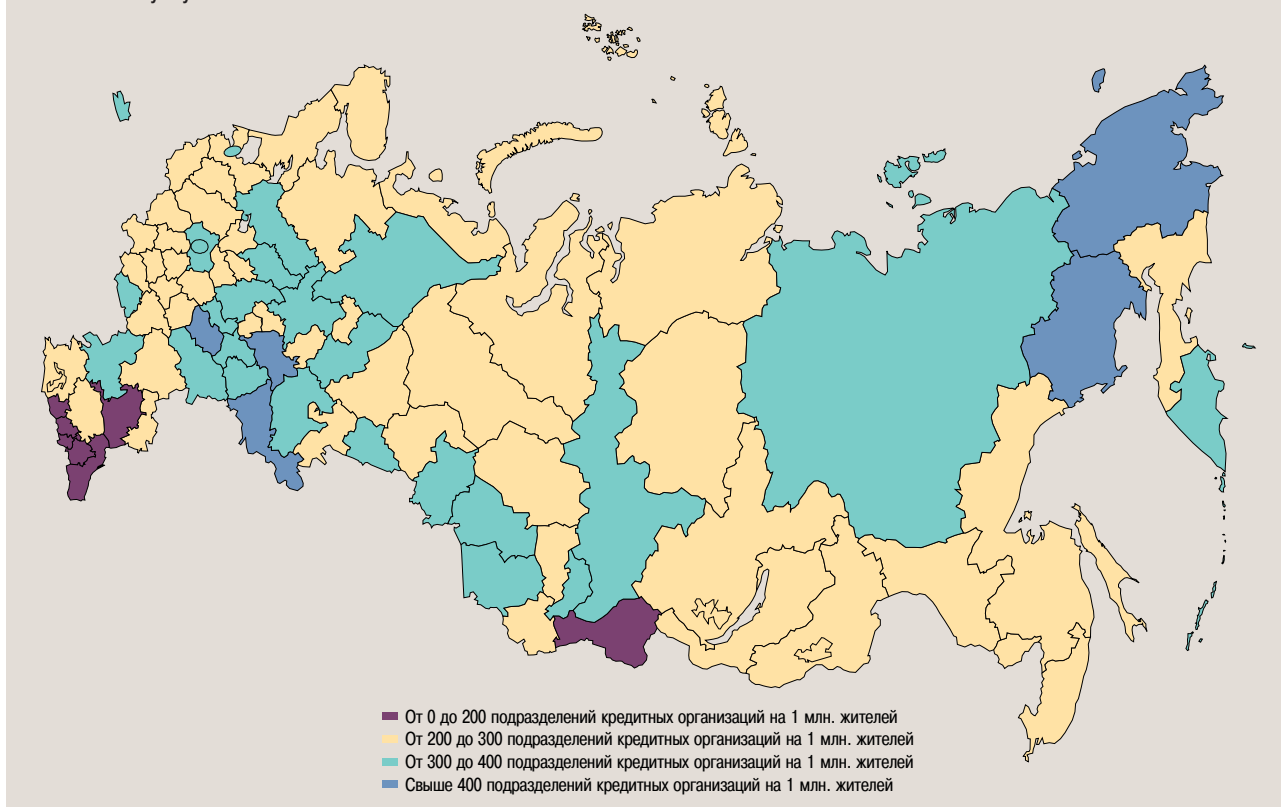 От 0 до 200 подразделений кредитных организаций на 1 млн. жителей
От 200 до 300 подразделений кредитных организаций на 1 млн. жителей
От 300 до 400 подразделений кредитных организаций на 1 млн. жителей
Свыше 400 подразделений кредитных организаций на 1 млн. жителей